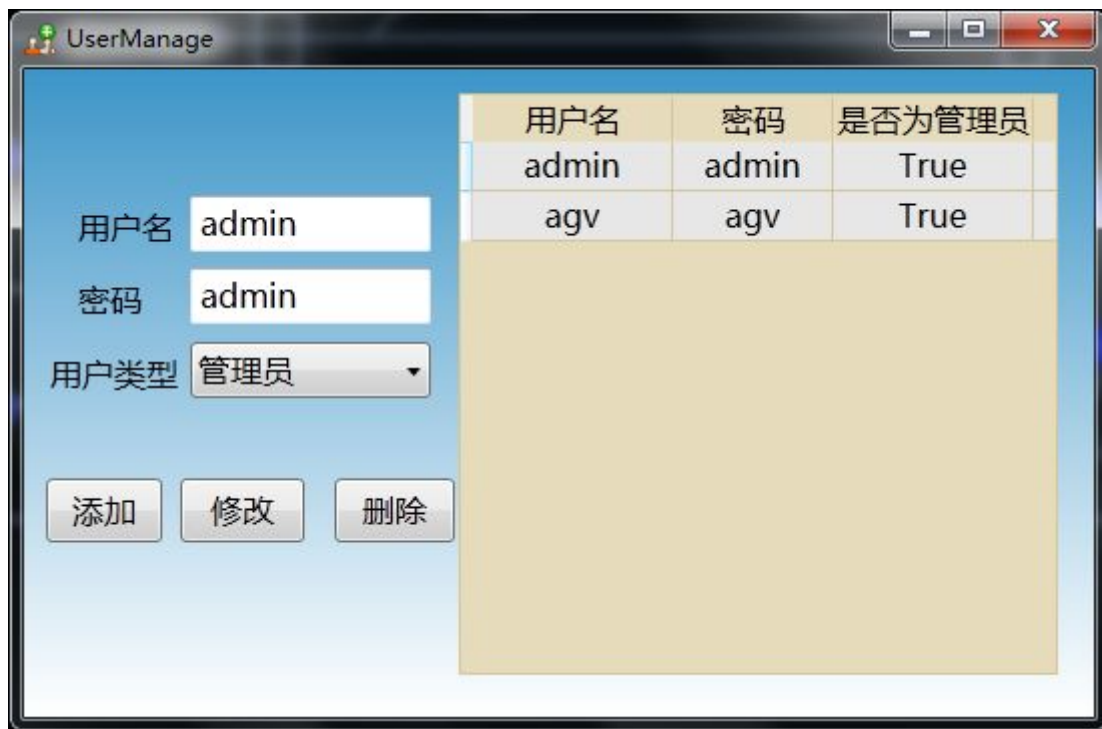 UserManage
用户名 admin
密码 admin
用户类型 管理员
添加 修改 删除
用户名 密码 是否为管理员
admin admin True
agv agv True